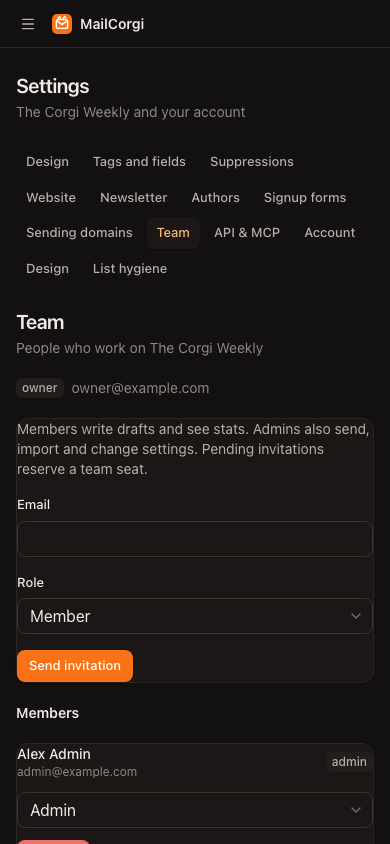 MailCorgi
Settings
The Corgi Weekly and your account
Design Tags and fields Suppressions
Website Newsletter Authors Signup forms
Sending domains Team API & MCP Account
Design List hygiene
Team
People who work on The Corgi Weekly
owner owner@example.com
Members write drafts and see stats. Admins also send,
import and change settings. Pending invitations
reserve a team seat.
Email
Role
Member
Send invitation
Members
Alex Admin
admin@example.com
admin
Admin